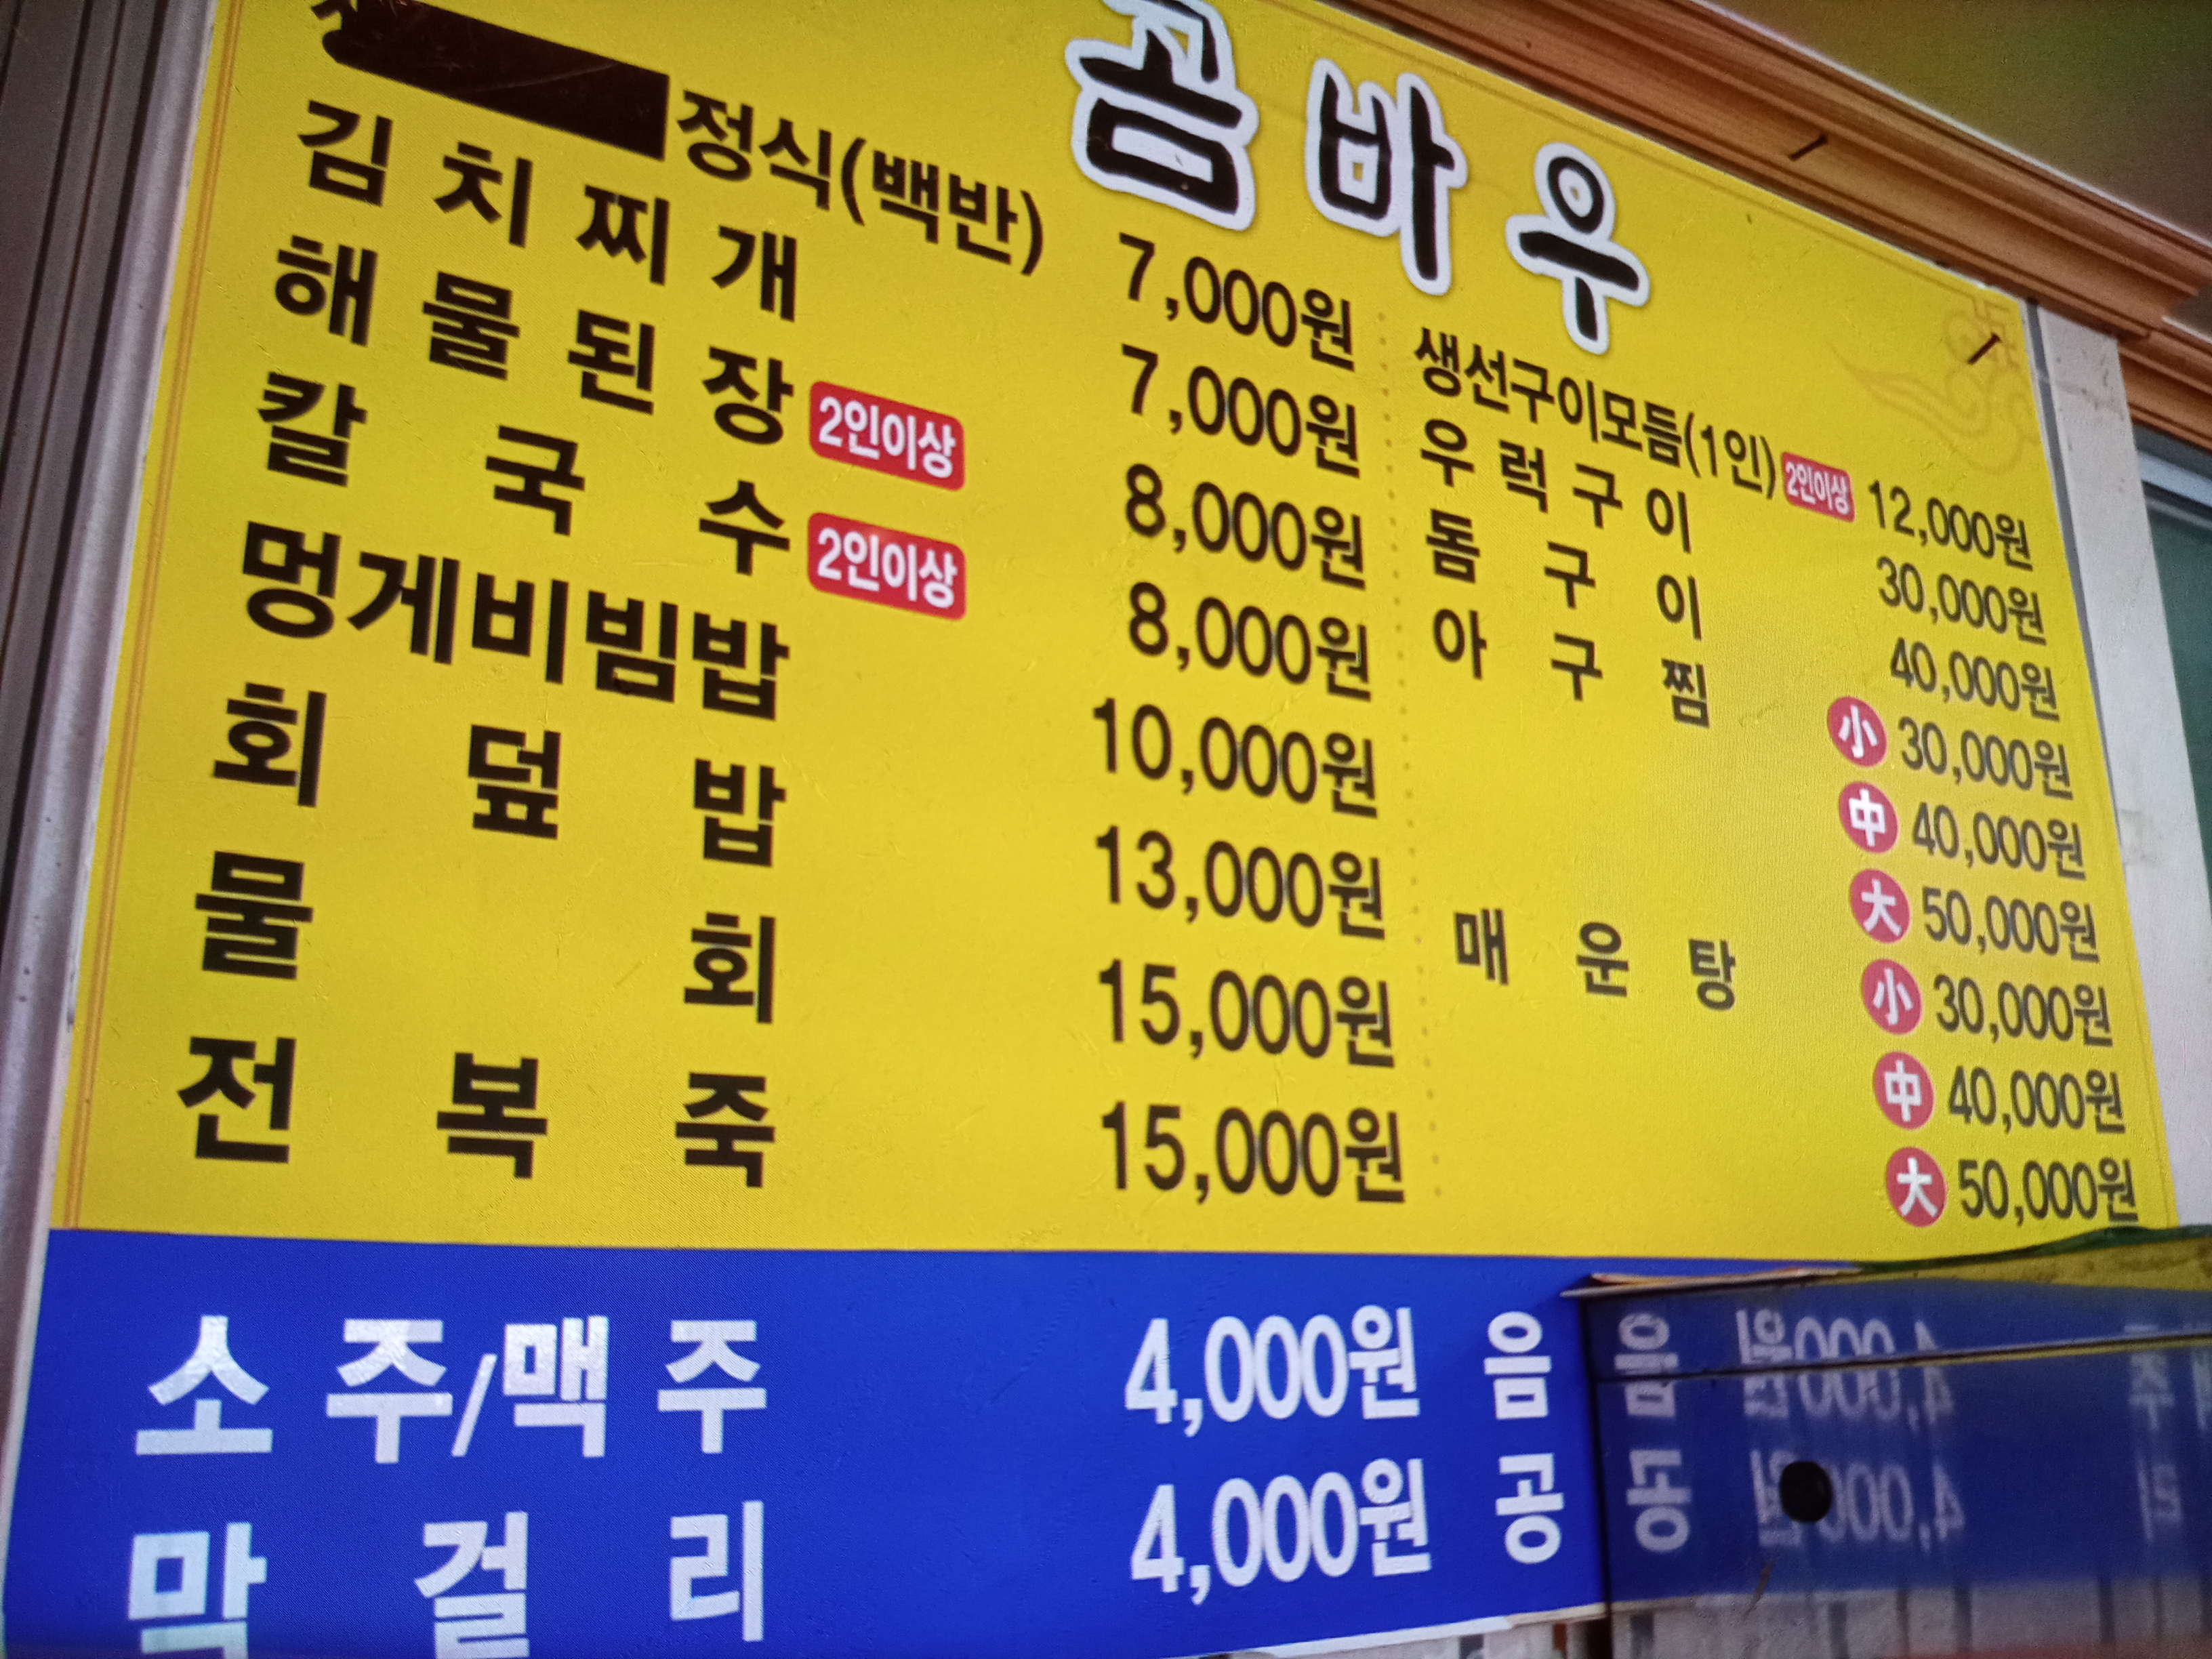 곰바우
정식(백반) 7,000원
김치찌개 7,000원
해물된장 2인이상 8,000원
칼국수 2인이상 8,000원
멍게비빔밥 10,000원
회덮밥 13,000원
물회 15,000원
전복죽 15,000원
생선구이모듬(1인) 2인이상 12,000원
우럭구이 30,000원
돔구이 40,000원
아구찜 小 30,000원
中 40,000원
大 50,000원
매운탕 小 30,000원
中 40,000원
大 50,000원
소주/맥주 4,000원
막걸리 4,000원
음
공